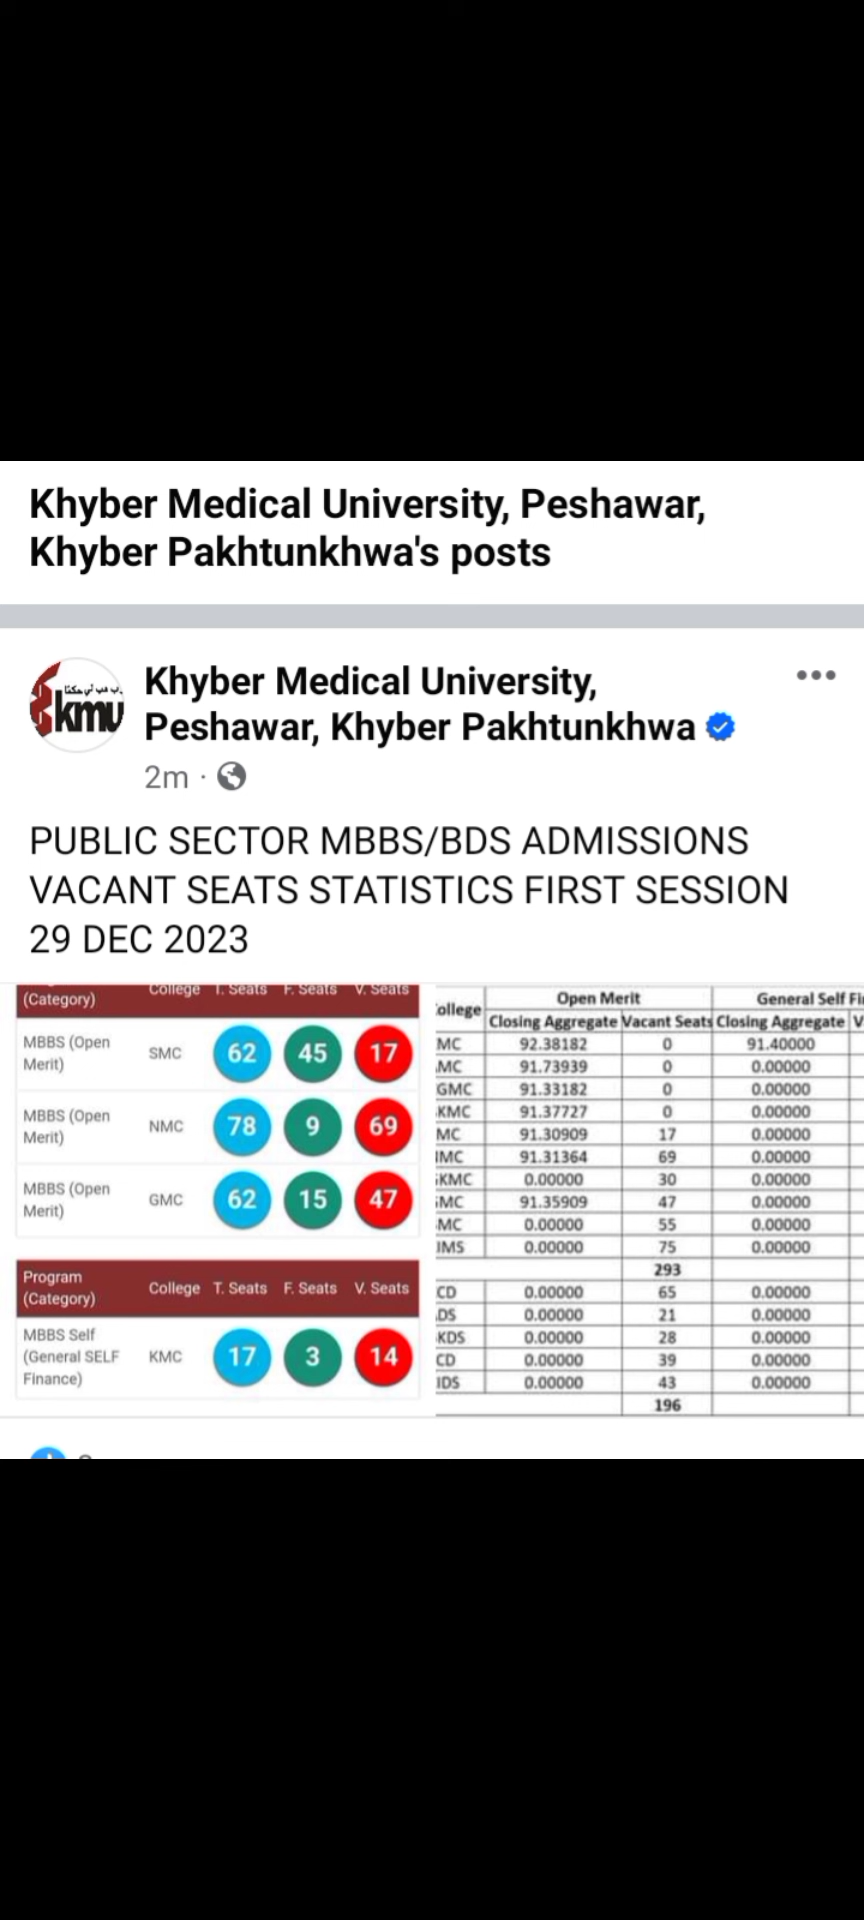 Khyber Medical University, Peshawar,
Khyber Pakhtunkhwa's posts
kmu
Khyber Medical University,
Peshawar, Khyber Pakhtunkhwa
2m ·
PUBLIC SECTOR MBBS/BDS ADMISSIONS
VACANT SEATS STATISTICS FIRST SESSION
29 DEC 2023
(Category) College T. Seats F. Seats V. Seats
MBBS (Open
Merit) SMC 62 45 17
MBBS (Open
Merit) NMC 78 9 69
MBBS (Open
Merit) GMC 62 15 47
Program
(Category) College T. Seats F. Seats V. Seats
MBBS Self
(General SELF KMC 17 3 14
Finance)
ollege Open Merit General Self Fi
Closing Aggregate Vacant Seats Closing Aggregate V
MC 92.38182 0 91.40000
MC 91.73939 0 0.00000
GMC 91.33182 0 0.00000
KMC 91.37727 0 0.00000
MC 91.30909 17 0.00000
MC 91.31364 69 0.00000
KMC 0.00000 30 0.00000
MC 91.35909 47 0.00000
MC 0.00000 55 0.00000
IMS 0.00000 75 0.00000
293
CD 0.00000 65 0.00000
DS 0.00000 21 0.00000
KDS 0.00000 28 0.00000
CD 0.00000 39 0.00000
IDS 0.00000 43 0.00000
196